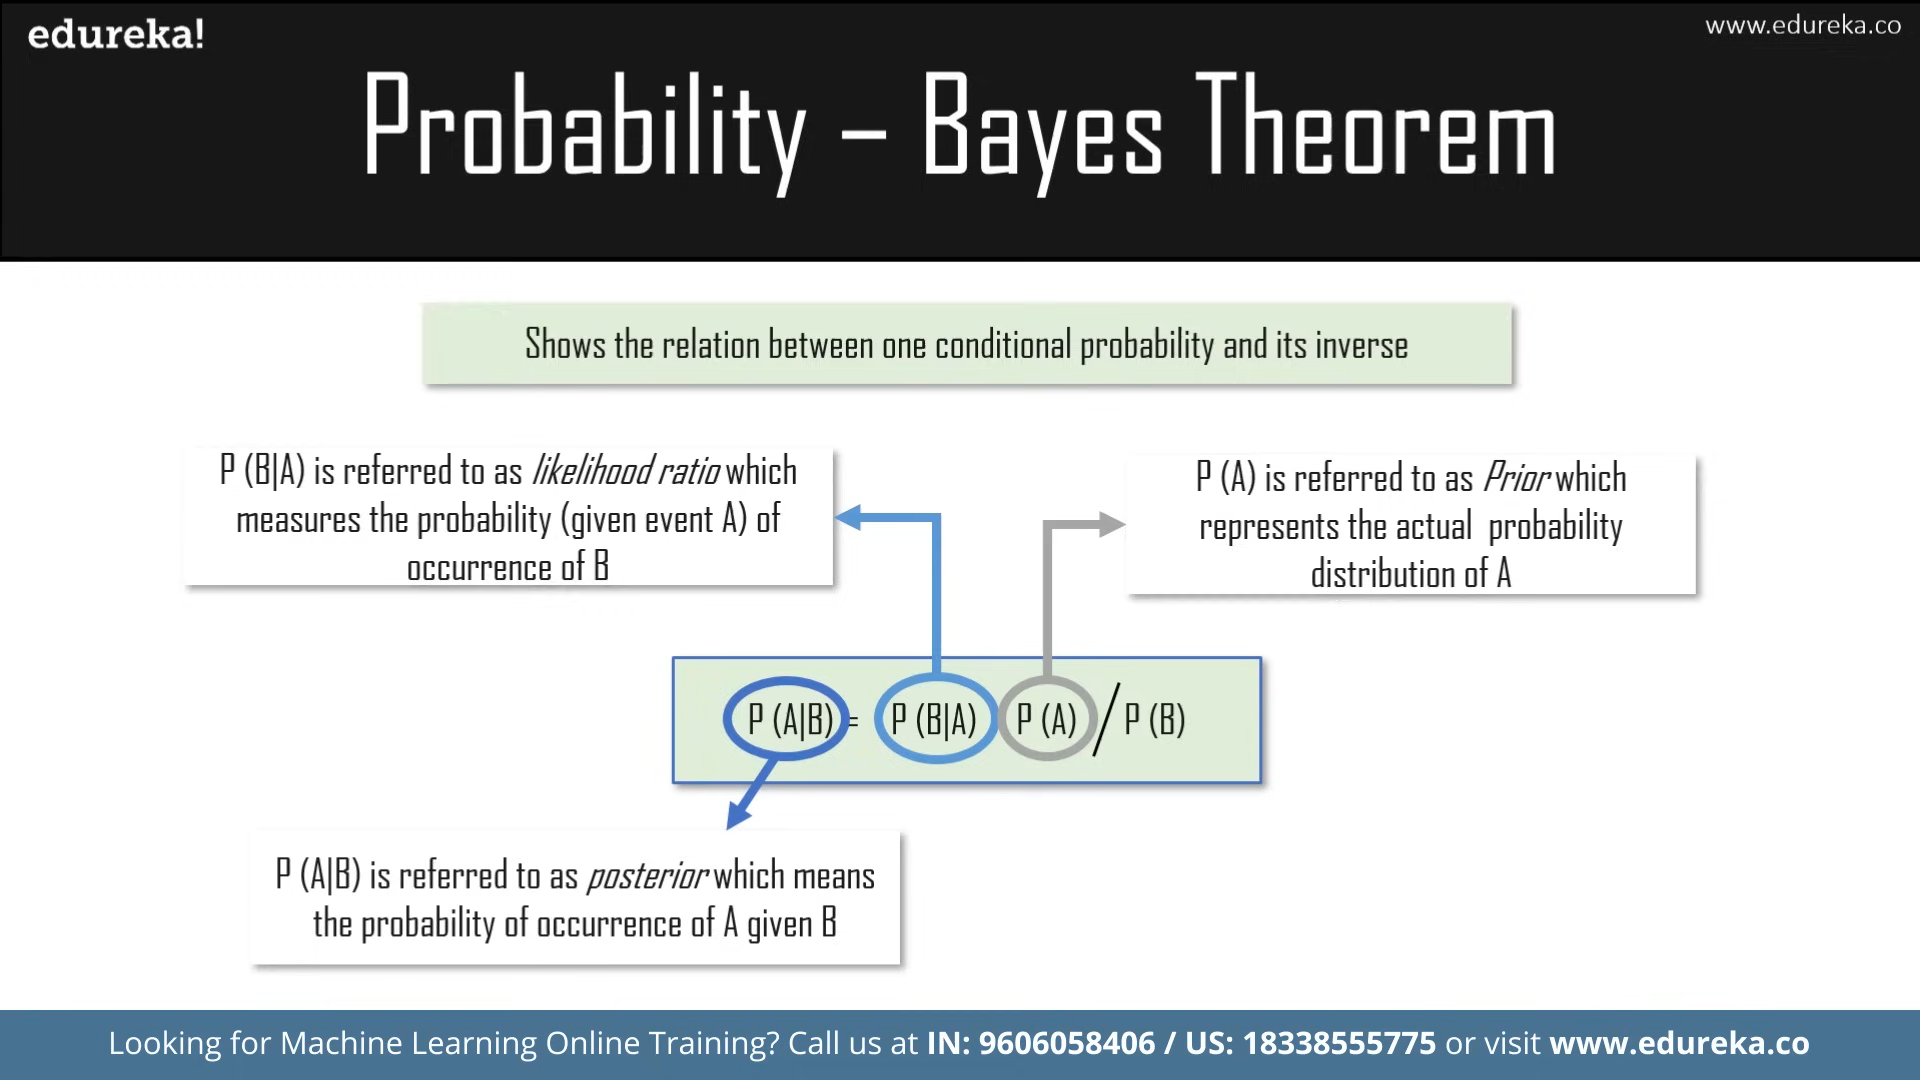 edureka!
www.edureka.co
Probability – Bayes Theorem
Shows the relation between one conditional probability and its inverse
P (B|A) is referred to as likelihood ratio which
measures the probability (given event A) of
occurrence of B
P (A) is referred to as Prior which
represents the actual probability
distribution of A
P (A|B) = P (B|A) P (A) / P (B)
P (A|B) is referred to as posterior which means
the probability of occurrence of A given B
Looking for Machine Learning Online Training? Call us at IN: 9606058406 / US: 18338555775 or visit www.edureka.co